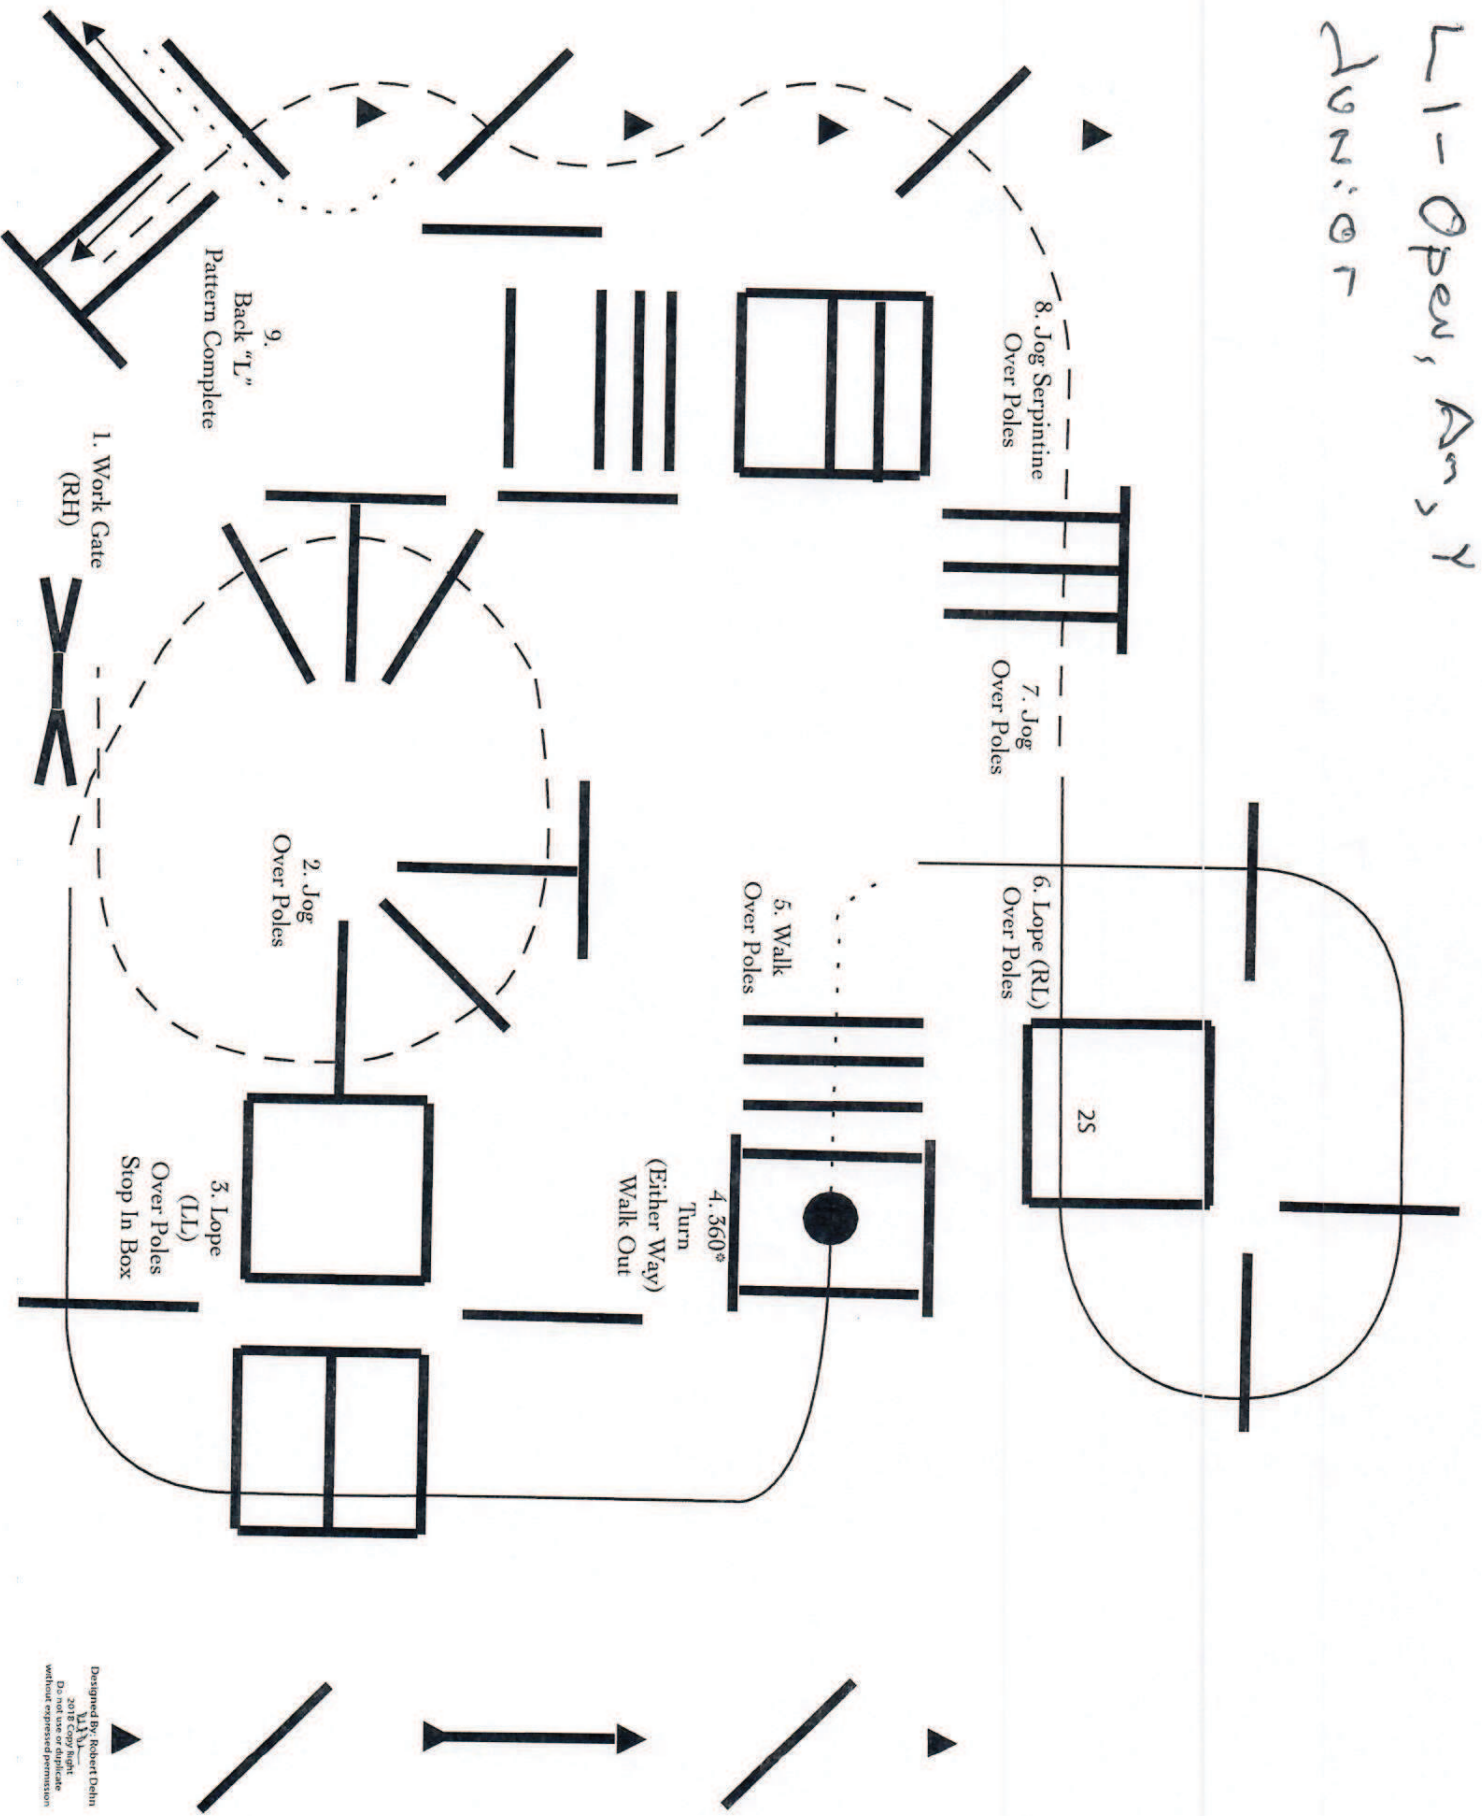 L1-Open, Am, Y
Junior
1. Work Gate
(RH)
2. Jog
Over Poles
3. Lope
(LL)
Over Poles
Stop In Box
4. 360°
Turn
(Either Way)
Walk Out
5. Walk
Over Poles
6. Lope (RL)
Over Poles
2S
7. Jog
Over Poles
8. Jog Serpintine
Over Poles
9.
Back "L"
Pattern Complete
Designed By: Robert Dehn
2018 Copy Right
Do not use or duplicate
without expressed permission